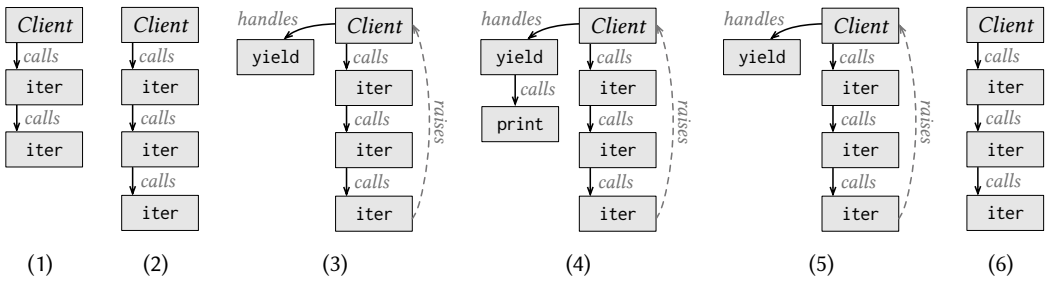 Client
calls
iter
calls
iter
(1)
Client
calls
iter
calls
iter
calls
iter
(2)
handles
Client
yield
calls
iter
calls
iter
calls
iter
raises
(3)
handles
Client
yield
calls
calls
iter
print
calls
iter
calls
iter
raises
(4)
handles
Client
yield
calls
iter
calls
iter
calls
iter
raises
(5)
Client
calls
iter
calls
iter
calls
iter
(6)